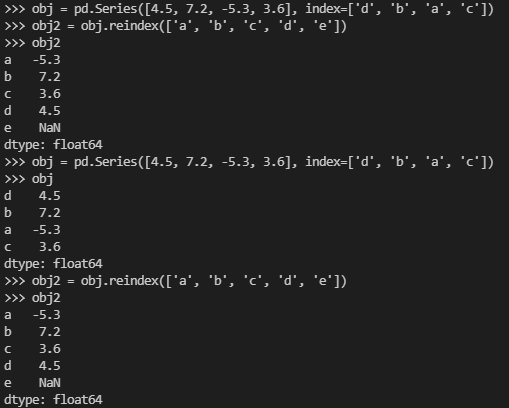 >>> obj = pd.Series([4.5, 7.2, -5.3, 3.6], index=['d', 'b', 'a', 'c'])
>>> obj2 = obj.reindex(['a', 'b', 'c', 'd', 'e'])
>>> obj2
a   -5.3
b    7.2
c    3.6
d    4.5
e    NaN
dtype: float64
>>> obj = pd.Series([4.5, 7.2, -5.3, 3.6], index=['d', 'b', 'a', 'c'])
>>> obj
d    4.5
b    7.2
a   -5.3
c    3.6
dtype: float64
>>> obj2 = obj.reindex(['a', 'b', 'c', 'd', 'e'])
>>> obj2
a   -5.3
b    7.2
c    3.6
d    4.5
e    NaN
dtype: float64